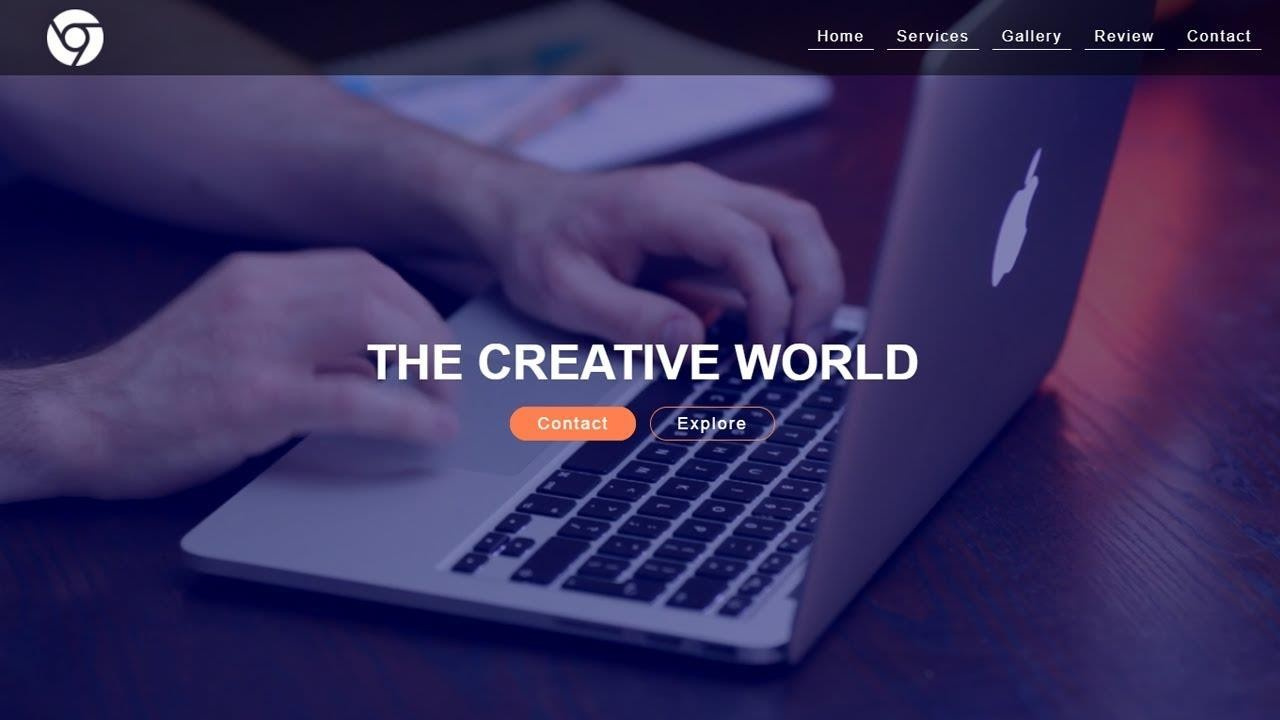 Home Services Gallery Review Contact
THE CREATIVE WORLD
Contact Explore